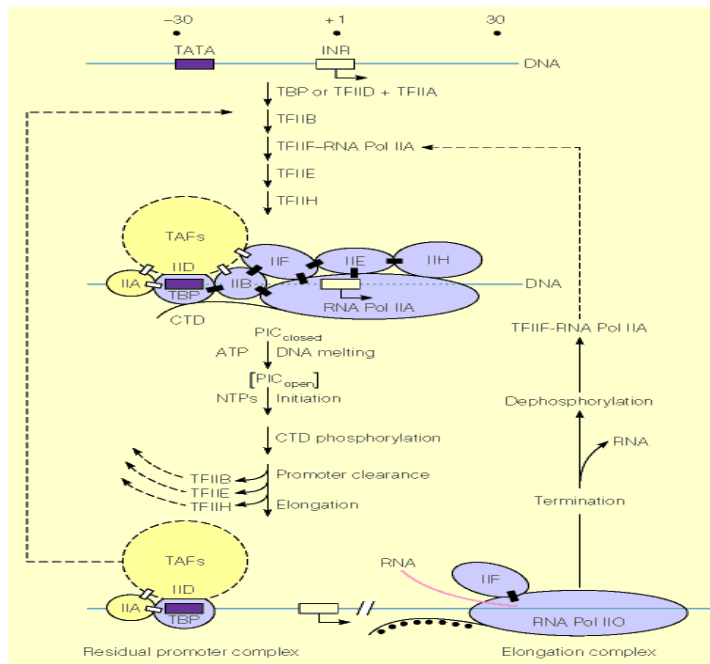 −30 +1 30
TATA INR DNA
TBP or TFIID + TFIIA
TFIIB
TFIIF–RNA Pol IIA
TFIIE
TFIIH
TAFs
IID IIF IIE IIH
IIA TBP IIB DNA
RNA Pol IIA
CTD
TFIIF-RNA Pol IIA
PICclosed
ATP DNA melting
[PICopen]
NTPs Initiation
Dephosphorylation
CTD phosphorylation
RNA
Promoter clearance
TFIIB
TFIIE
TFIIH Elongation
Termination
TAFs
RNA
IID IIF
IIA TBP
RNA Pol IIO
Residual promoter complex Elongation complex